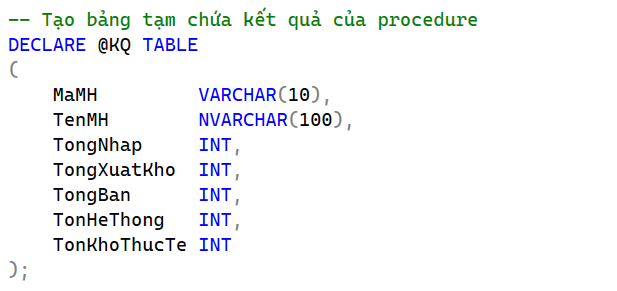 -- Tạo bảng tạm chứa kết quả của procedure
DECLARE @KQ TABLE
(
    MaMH         VARCHAR(10),
    TenMH        NVARCHAR(100),
    TongNhap     INT,
    TongXuatKho  INT,
    TongBan      INT,
    TonHeThong   INT,
    TonKhoThucTe INT
);